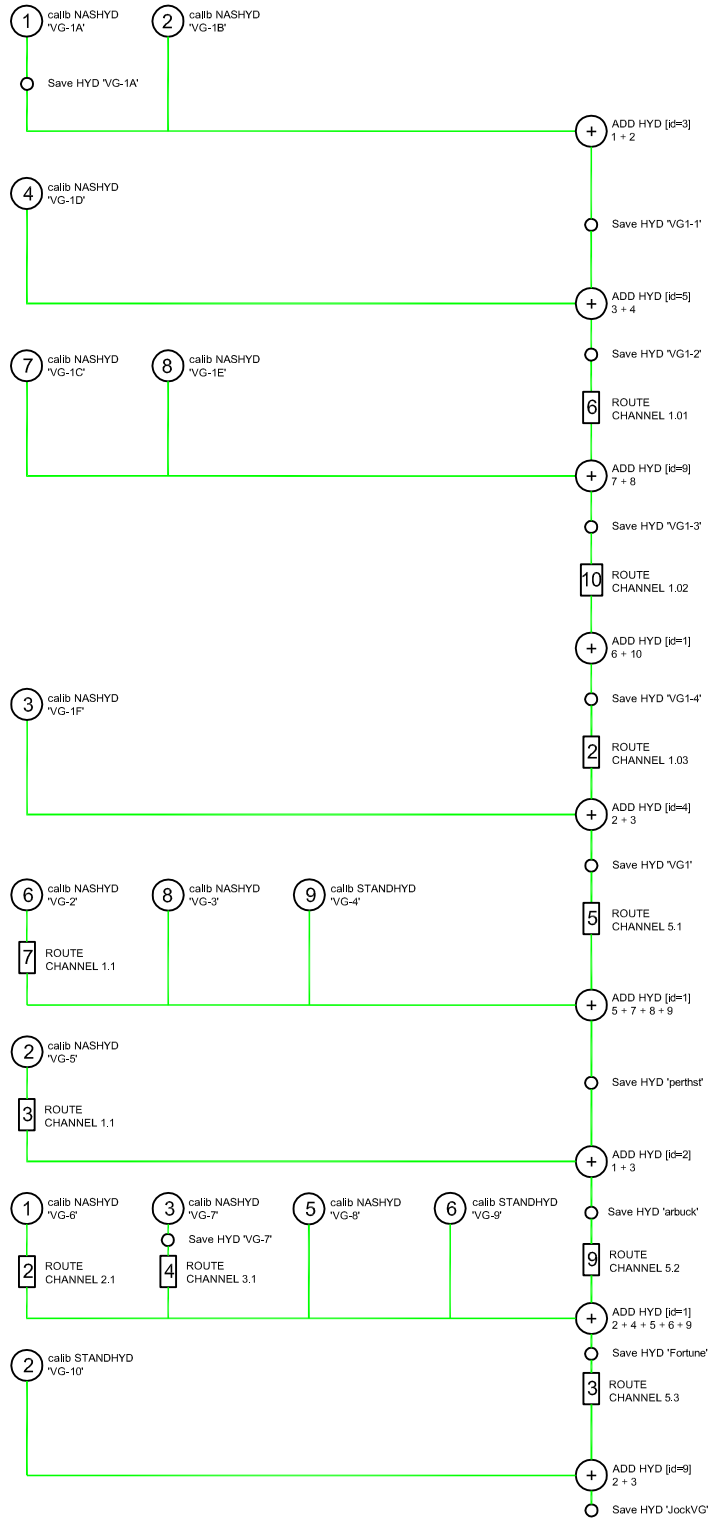 1
calib NASHYD
'VG-1A'
2
calib NASHYD
'VG-1B'
Save HYD 'VG-1A'
+
ADD HYD [id=3]
1 + 2
4
calib NASHYD
'VG-1D'
Save HYD 'VG1-1'
+
ADD HYD [id=5]
3 + 4
Save HYD 'VG1-2'
7
calib NASHYD
'VG-1C'
8
calib NASHYD
'VG-1E'
6
ROUTE
CHANNEL 1.01
+
ADD HYD [id=9]
7 + 8
Save HYD 'VG1-3'
10
ROUTE
CHANNEL 1.02
+
ADD HYD [id=1]
6 + 10
3
calib NASHYD
'VG-1F'
Save HYD 'VG1-4'
2
ROUTE
CHANNEL 1.03
+
ADD HYD [id=4]
2 + 3
Save HYD 'VG1'
6
calib NASHYD
'VG-2'
8
calib NASHYD
'VG-3'
9
calib STANDHYD
'VG-4'
5
ROUTE
CHANNEL 5.1
7
ROUTE
CHANNEL 1.1
+
ADD HYD [id=1]
5 + 7 + 8 + 9
2
calib NASHYD
'VG-5'
Save HYD 'perthst'
3
ROUTE
CHANNEL 1.1
+
ADD HYD [id=2]
1 + 3
1
calib NASHYD
'VG-6'
3
calib NASHYD
'VG-7'
5
calib NASHYD
'VG-8'
6
calib STANDHYD
'VG-9'
Save HYD 'arbuck'
Save HYD 'VG-7'
2
ROUTE
CHANNEL 2.1
4
ROUTE
CHANNEL 3.1
9
ROUTE
CHANNEL 5.2
+
ADD HYD [id=1]
2 + 4 + 5 + 6 + 9
Save HYD 'Fortune'
2
calib STANDHYD
'VG-10'
3
ROUTE
CHANNEL 5.3
+
ADD HYD [id=9]
2 + 3
Save HYD 'JockVG'